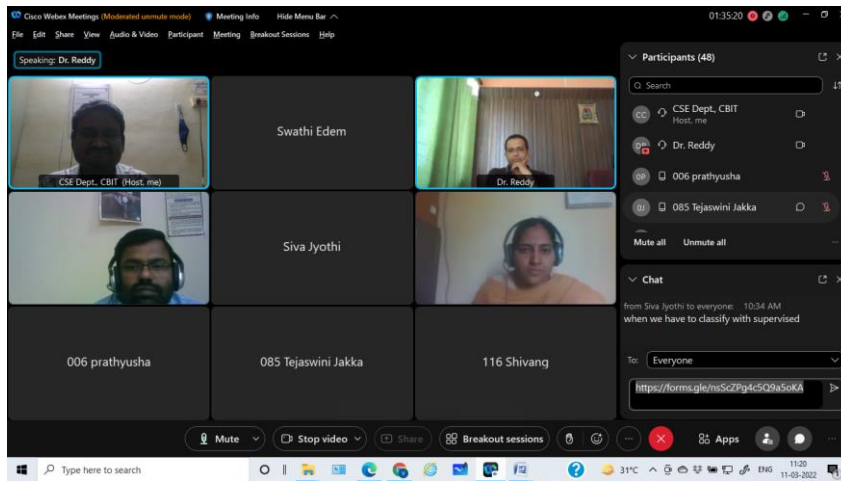 Cisco Webex Meetings (Moderated unmute mode) Meeting Info Hide Menu Bar 01:35:20
File Edit Share View Audio & Video Participant Meeting Breakout Sessions Help
Speaking: Dr. Reddy
CSE Dept., CBIT (Host, me)
Swathi Edem
Dr. Reddy
Siva Jyothi
006 prathyusha
085 Tejaswini Jakka
116 Shivang
Participants (48)
Search
CC CSE Dept., CBIT
Host, me
Dr. Reddy
0P 006 prathyusha
0J 085 Tejaswini Jakka
Mute all Unmute all
Chat
from Siva Jyothi to everyone: 10:34 AM
when we have to classify with supervised
To: Everyone
https://forms.gle/nsScZPg4c5Q9a5oKA
Mute Stop video Share Breakout sessions Apps
Type here to search
31°C ENG 11:20
11-03-2022